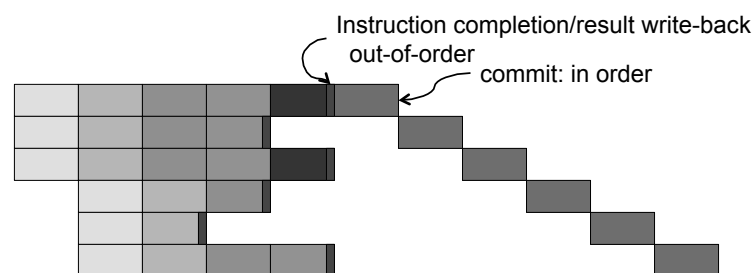 Instruction completion/result write-back
out-of-order
commit: in order